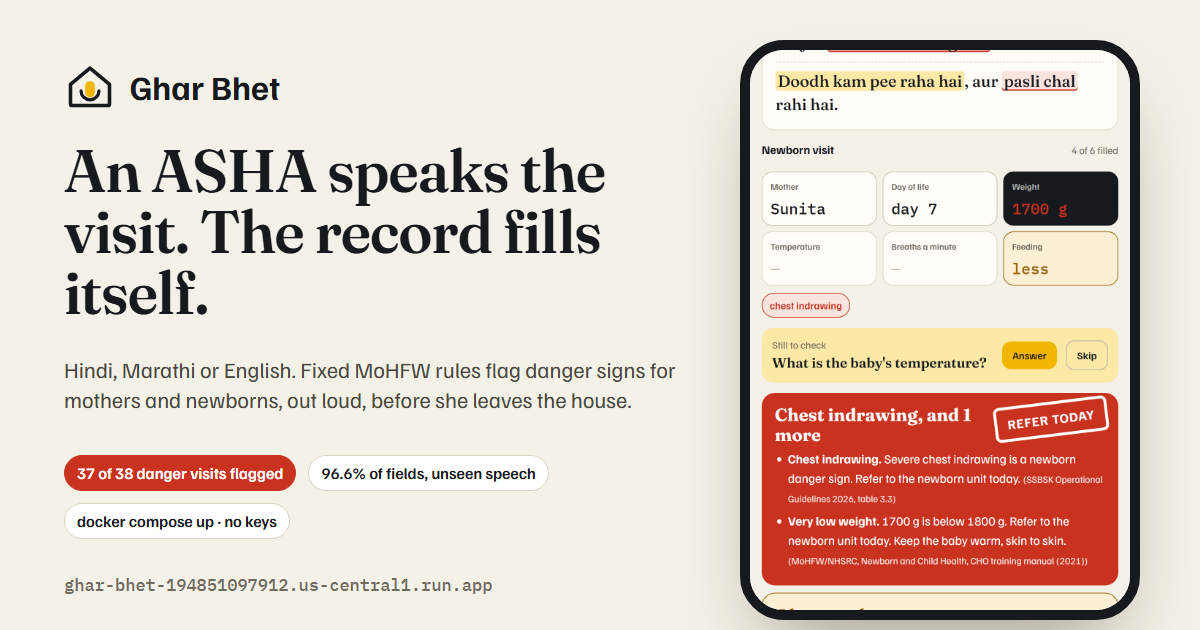 Ghar Bhet
An ASHA speaks the
visit. The record fills
itself.
Hindi, Marathi or English. Fixed MoHFW rules flag danger signs for
mothers and newborns, out loud, before she leaves the house.
37 of 38 danger visits flagged
96.6% of fields, unseen speech
docker compose up · no keys
ghar-bhet-194851097912.us-central1.run.app
Doodh kam pee raha hai, aur pasli chal
rahi hai.
Newborn visit
4 of 6 filled
Mother
Sunita
Day of life
day 7
Weight
1700 g
Temperature
—
Breaths a minute
—
Feeding
less
chest indrawing
Still to check
What is the baby's temperature?
Answer
Skip
Chest indrawing, and 1
more
REFER TODAY
• Chest indrawing. Severe chest indrawing is a newborn
danger sign. Refer to the newborn unit today. (SSBSK Operational
Guidelines 2026, table 3.3)
• Very low weight. 1700 g is below 1800 g. Refer to the
newborn unit today. Keep the baby warm, skin to skin.
(MoHFW/NHSRC, Newborn and Child Health, CHO training manual (2021))